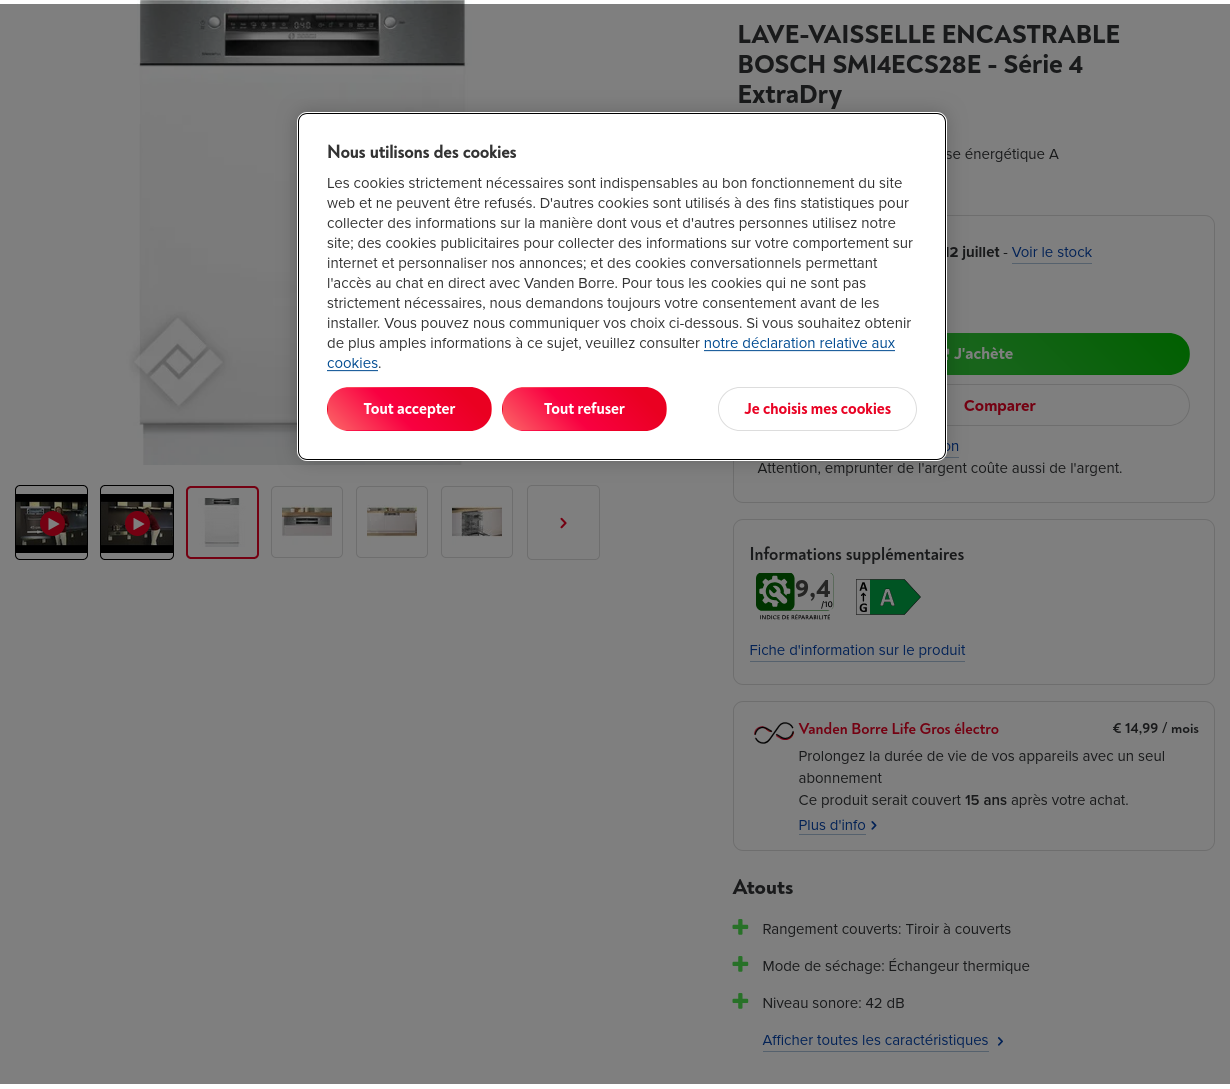 LAVE-VAISSELLE ENCASTRABLE
BOSCH SMI4ECS28E - Série 4
ExtraDry
énergétique A
12 juillet - Voir le stock
J'achète
Comparer
Attention, emprunter de l'argent coûte aussi de l'argent.
Nous utilisons des cookies
Les cookies strictement nécessaires sont indispensables au bon fonctionnement du site
web et ne peuvent être refusés. D'autres cookies sont utilisés à des fins statistiques pour
collecter des informations sur la manière dont vous et d'autres personnes utilisez notre
site; des cookies publicitaires pour collecter des informations sur votre comportement sur
internet et personnaliser nos annonces; et des cookies conversationnels permettant
l'accès au chat en direct avec Vanden Borre. Pour tous les cookies qui ne sont pas
strictement nécessaires, nous demandons toujours votre consentement avant de les
installer. Vous pouvez nous communiquer vos choix ci-dessous. Si vous souhaitez obtenir
de plus amples informations à ce sujet, veuillez consulter notre déclaration relative aux
cookies.
Tout accepter
Tout refuser
Je choisis mes cookies
Informations supplémentaires
9,4
/10
INDICE DE RÉPARABILITÉ
A
G
A
Fiche d'information sur le produit
Vanden Borre Life Gros électro
€ 14,99 / mois
Prolongez la durée de vie de vos appareils avec un seul
abonnement
Ce produit serait couvert 15 ans après votre achat.
Plus d'info
Atouts
Rangement couverts: Tiroir à couverts
Mode de séchage: Échangeur thermique
Niveau sonore: 42 dB
Afficher toutes les caractéristiques